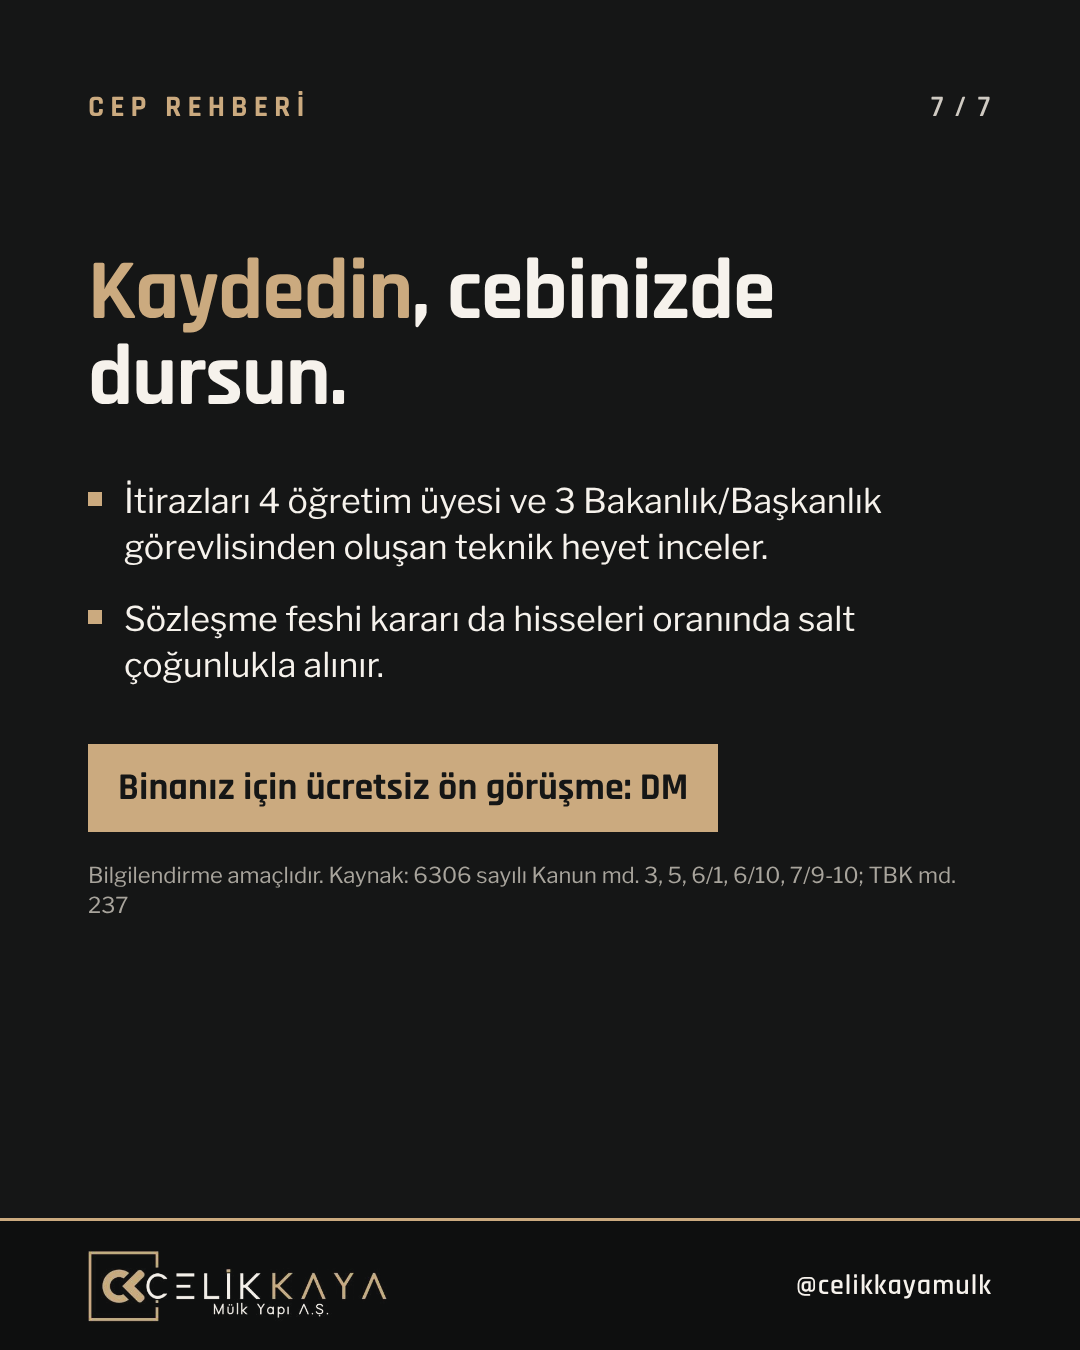 CEP REHBERİ
7 / 7
Kaydedin, cebinizde
dursun.
İtirazları 4 öğretim üyesi ve 3 Bakanlık/Başkanlık
görevlisinden oluşan teknik heyet inceler.
Sözleşme feshi kararı da hisseleri oranında salt
çoğunlukla alınır.
Binanız için ücretsiz ön görüşme: DM
Bilgilendirme amaçlıdır. Kaynak: 6306 sayılı Kanun md. 3, 5, 6/1, 6/10, 7/9-10; TBK md.
237
ÇELİKKAYA
Mülk Yapı A.Ş.
@celikkayamulk